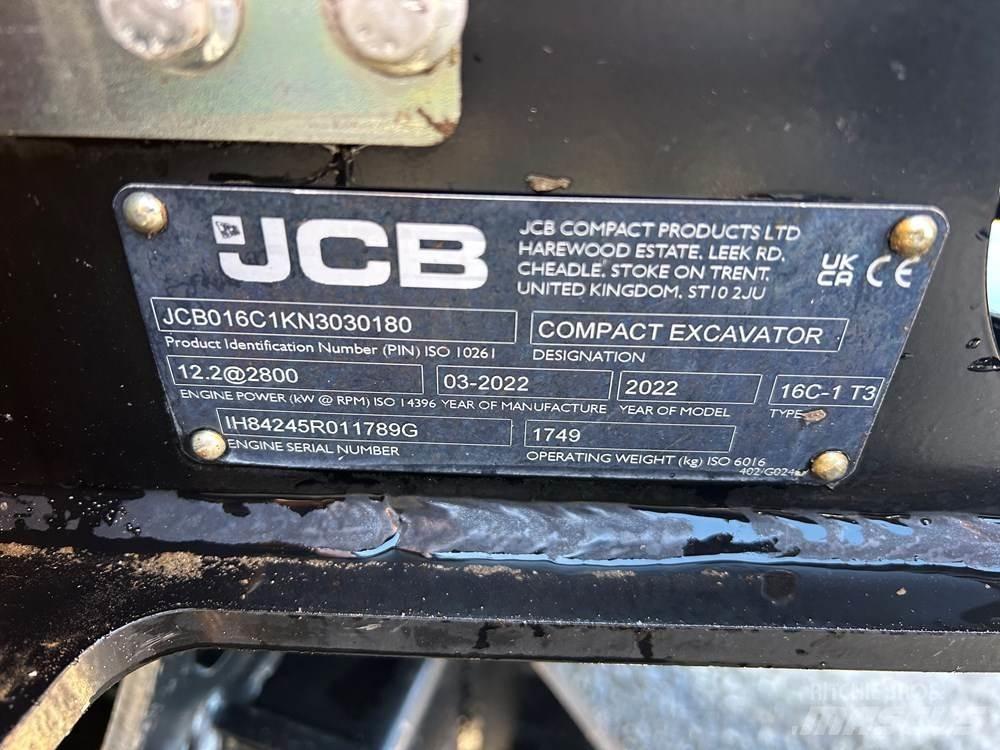 JCB
JCB COMPACT PRODUCTS LTD
HAREWOOD ESTATE, LEEK RD,
CHEADLE, STOKE ON TRENT,
UNITED KINGDOM, ST10 2JU
UK
CA CE
JCB016C1KN3030180
Product Identification Number (PIN) ISO 10261
COMPACT EXCAVATOR
DESIGNATION
12.2@2800
ENGINE POWER (kW @ RPM) ISO 14396
03-2022
YEAR OF MANUFACTURE
2022
YEAR OF MODEL
16C-1 T3
TYPE
IH84245R011789G
ENGINE SERIAL NUMBER
1749
OPERATING WEIGHT (kg) ISO 6016